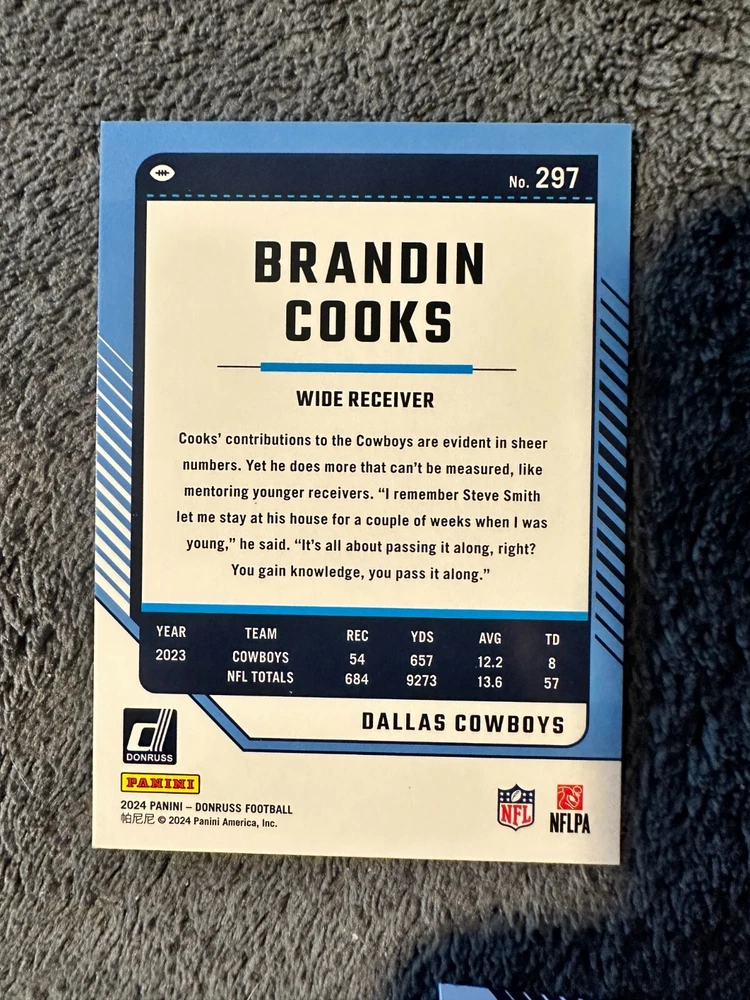 No. 297
BRANDIN
COOKS
WIDE RECEIVER
Cooks' contributions to the Cowboys are evident in sheer
numbers. Yet he does more that can't be measured, like
mentoring younger receivers. “I remember Steve Smith
let me stay at his house for a couple of weeks when I was
young,” he said. “It's all about passing it along, right?
You gain knowledge, you pass it along.”
YEAR TEAM REC YDS AVG TD
2023 COWBOYS 54 657 12.2 8
NFL TOTALS 684 9273 13.6 57
DALLAS COWBOYS
DONRUSS
PANINI
2024 PANINI – DONRUSS FOOTBALL
帕尼尼 © 2024 Panini America, Inc.
NFL
NFLPA